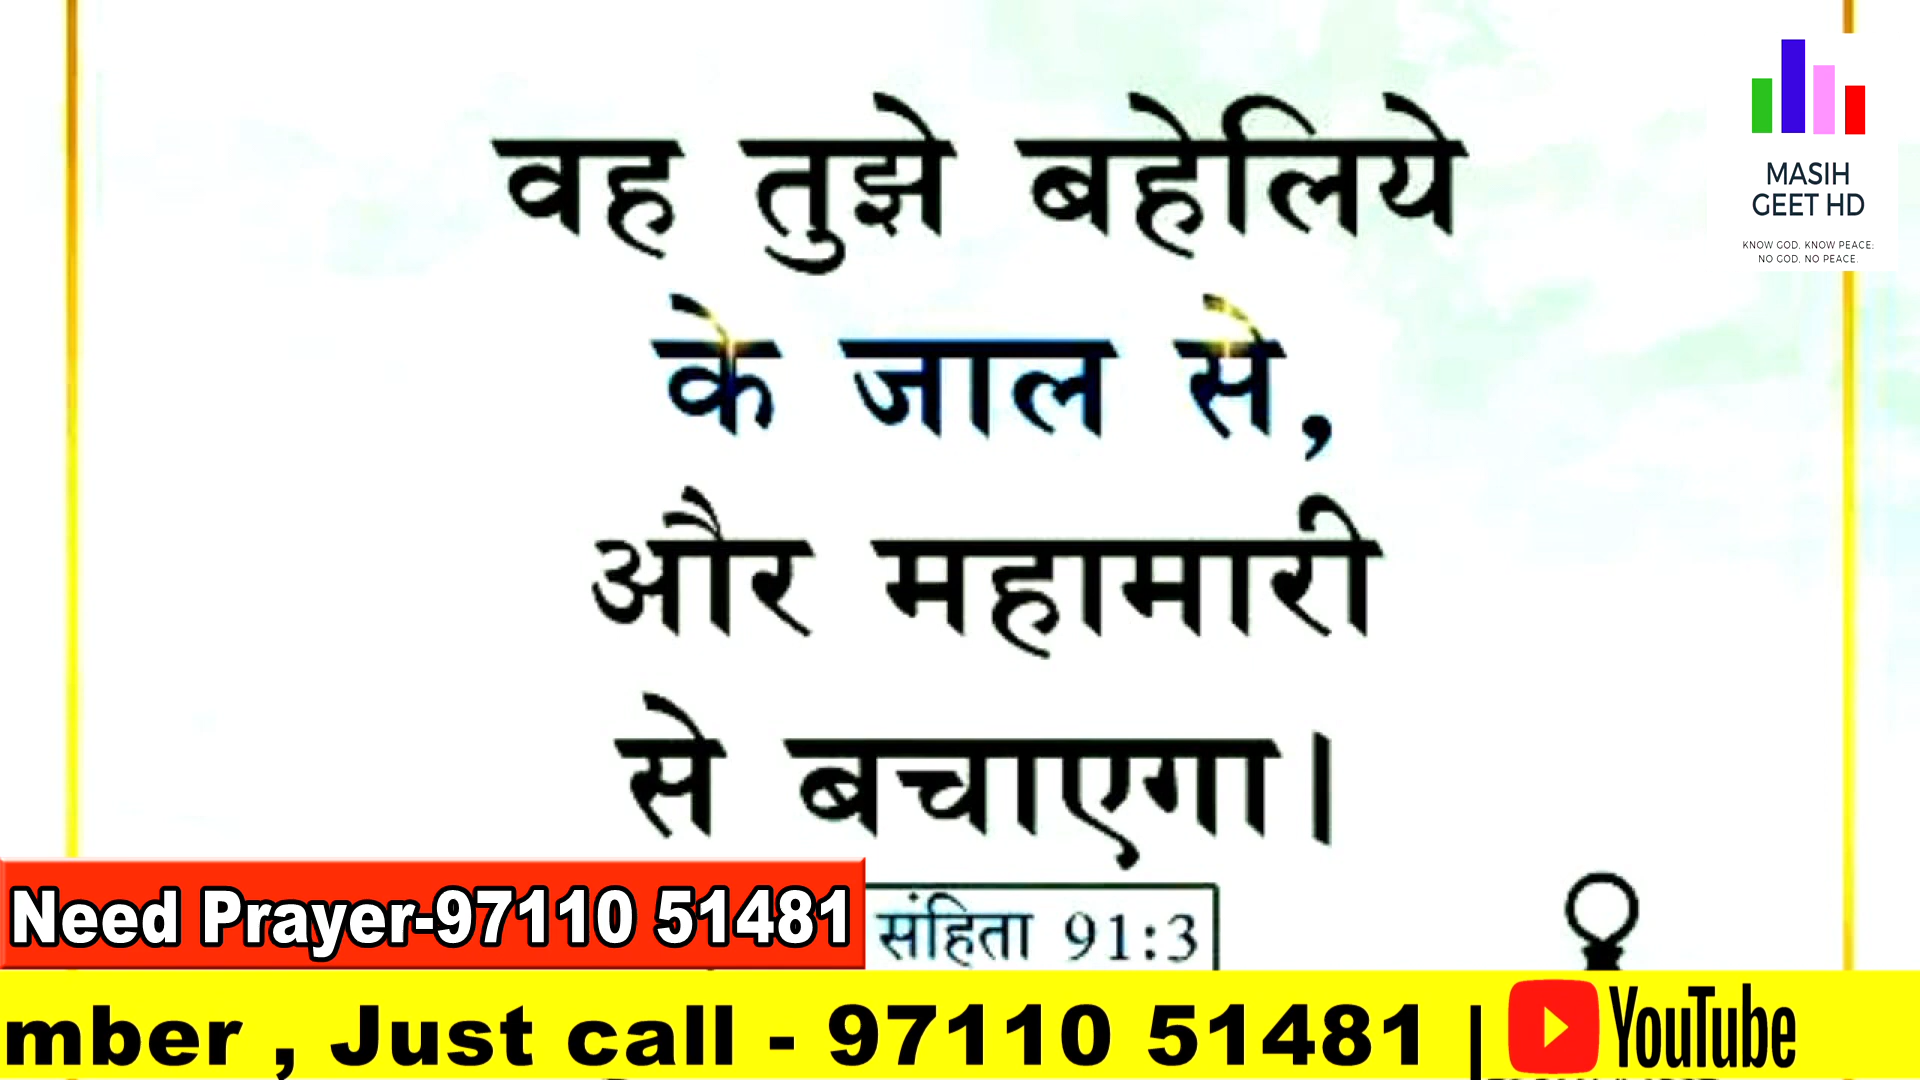 वह तुझे बहेलिये
के जाल से,
और महामारी
से बचाएगा।
संहिता 91:3
MASIH
GEET HD
KNOW GOD, KNOW PEACE;
NO GOD, NO PEACE.
Need Prayer-97110 51481
mber , Just call - 97110 51481 |
YouTube